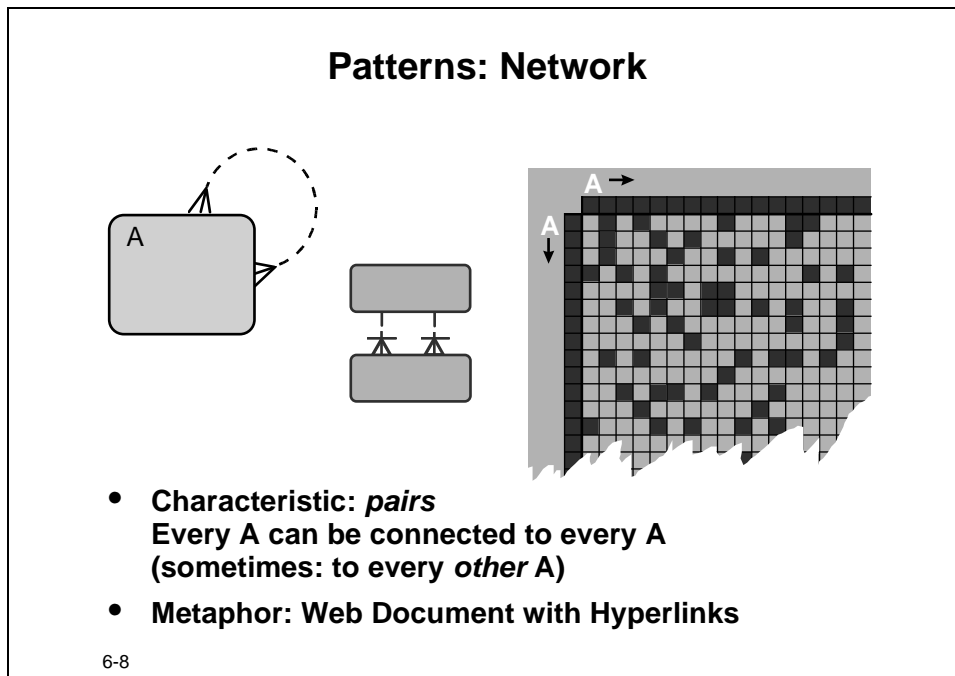 Patterns: Network
A
A
A
• Characteristic: pairs
Every A can be connected to every A
(sometimes: to every other A)
• Metaphor: Web Document with Hyperlinks
6-8